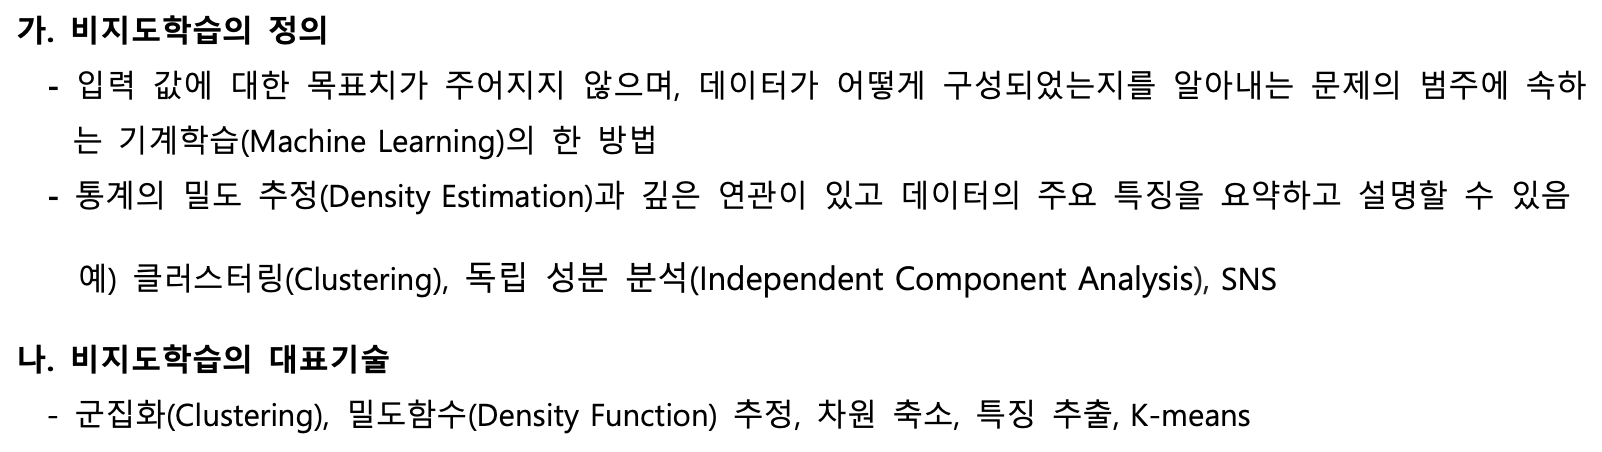 가. 비지도학습의 정의
- 입력 값에 대한 목표치가 주어지지 않으며, 데이터가 어떻게 구성되었는지를 알아내는 문제의 범주에 속하
는 기계학습(Machine Learning)의 한 방법
- 통계의 밀도 추정(Density Estimation)과 깊은 연관이 있고 데이터의 주요 특징을 요약하고 설명할 수 있음
예) 클러스터링(Clustering), 독립 성분 분석(Independent Component Analysis), SNS
나. 비지도학습의 대표기술
- 군집화(Clustering), 밀도함수(Density Function) 추정, 차원 축소, 특징 추출, K-means